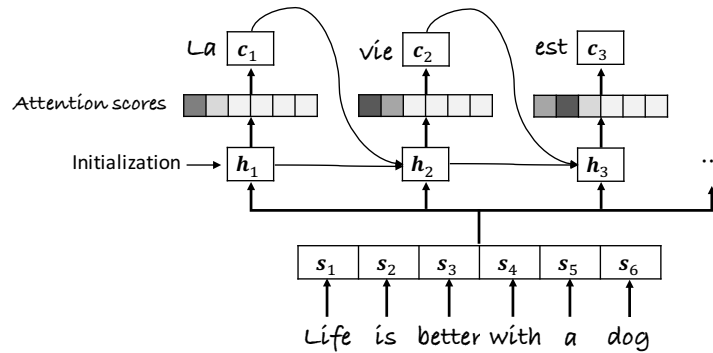 La c₁ vie c₂ est c₃
Attention scores
Initialization h₁ h₂ h₃ ...
s₁ s₂ s₃ s₄ s₅ s₆
Life is better with a dog